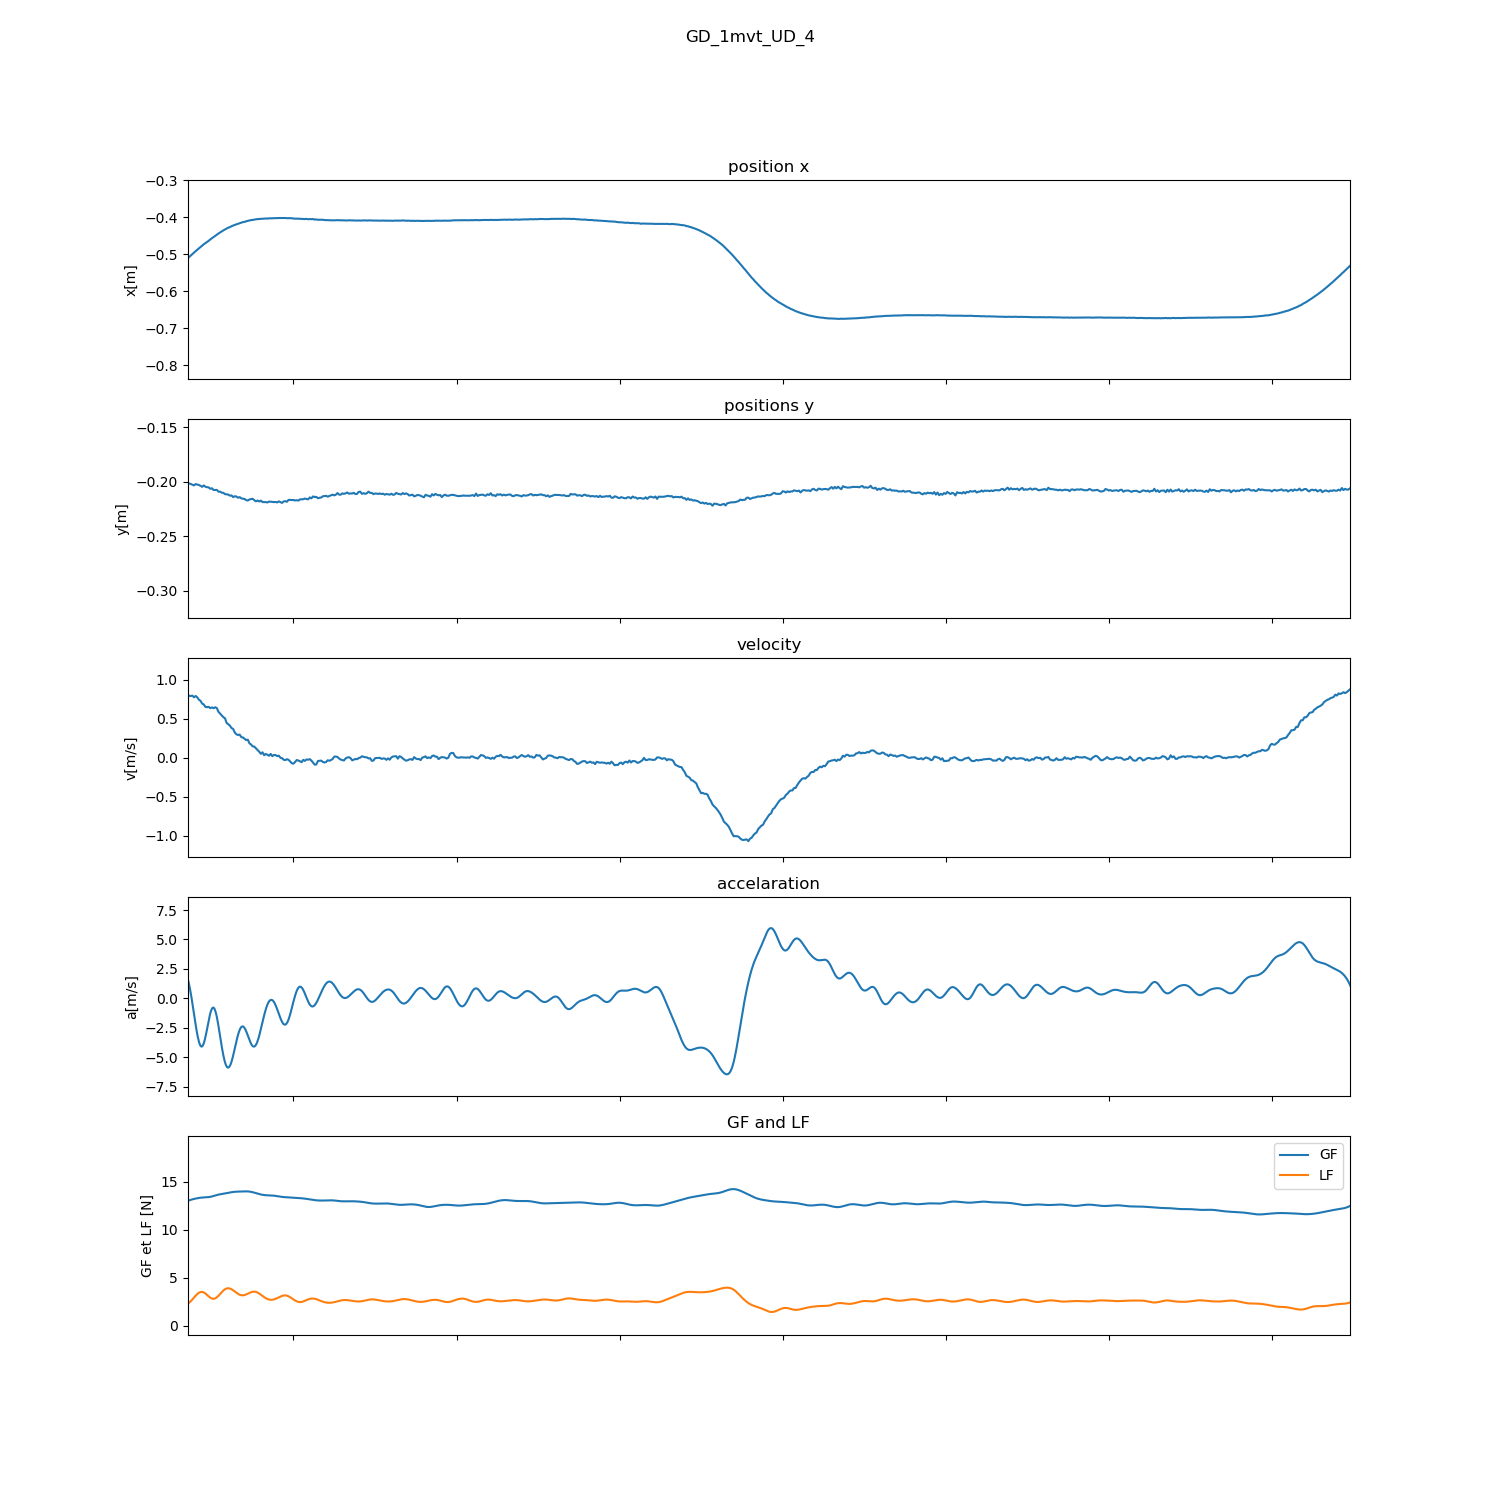 GD_1mvt_UD_4
position x
−0.3
−0.4
−0.5
−0.6
−0.7
−0.8
x[m]
positions y
−0.15
−0.20
−0.25
−0.30
y[m]
velocity
1.0
0.5
0.0
−0.5
−1.0
v[m/s]
accelaration
7.5
5.0
2.5
0.0
−2.5
−5.0
−7.5
a[m/s]
GF and LF
15
10
5
0
GF et LF [N]
GF
LF